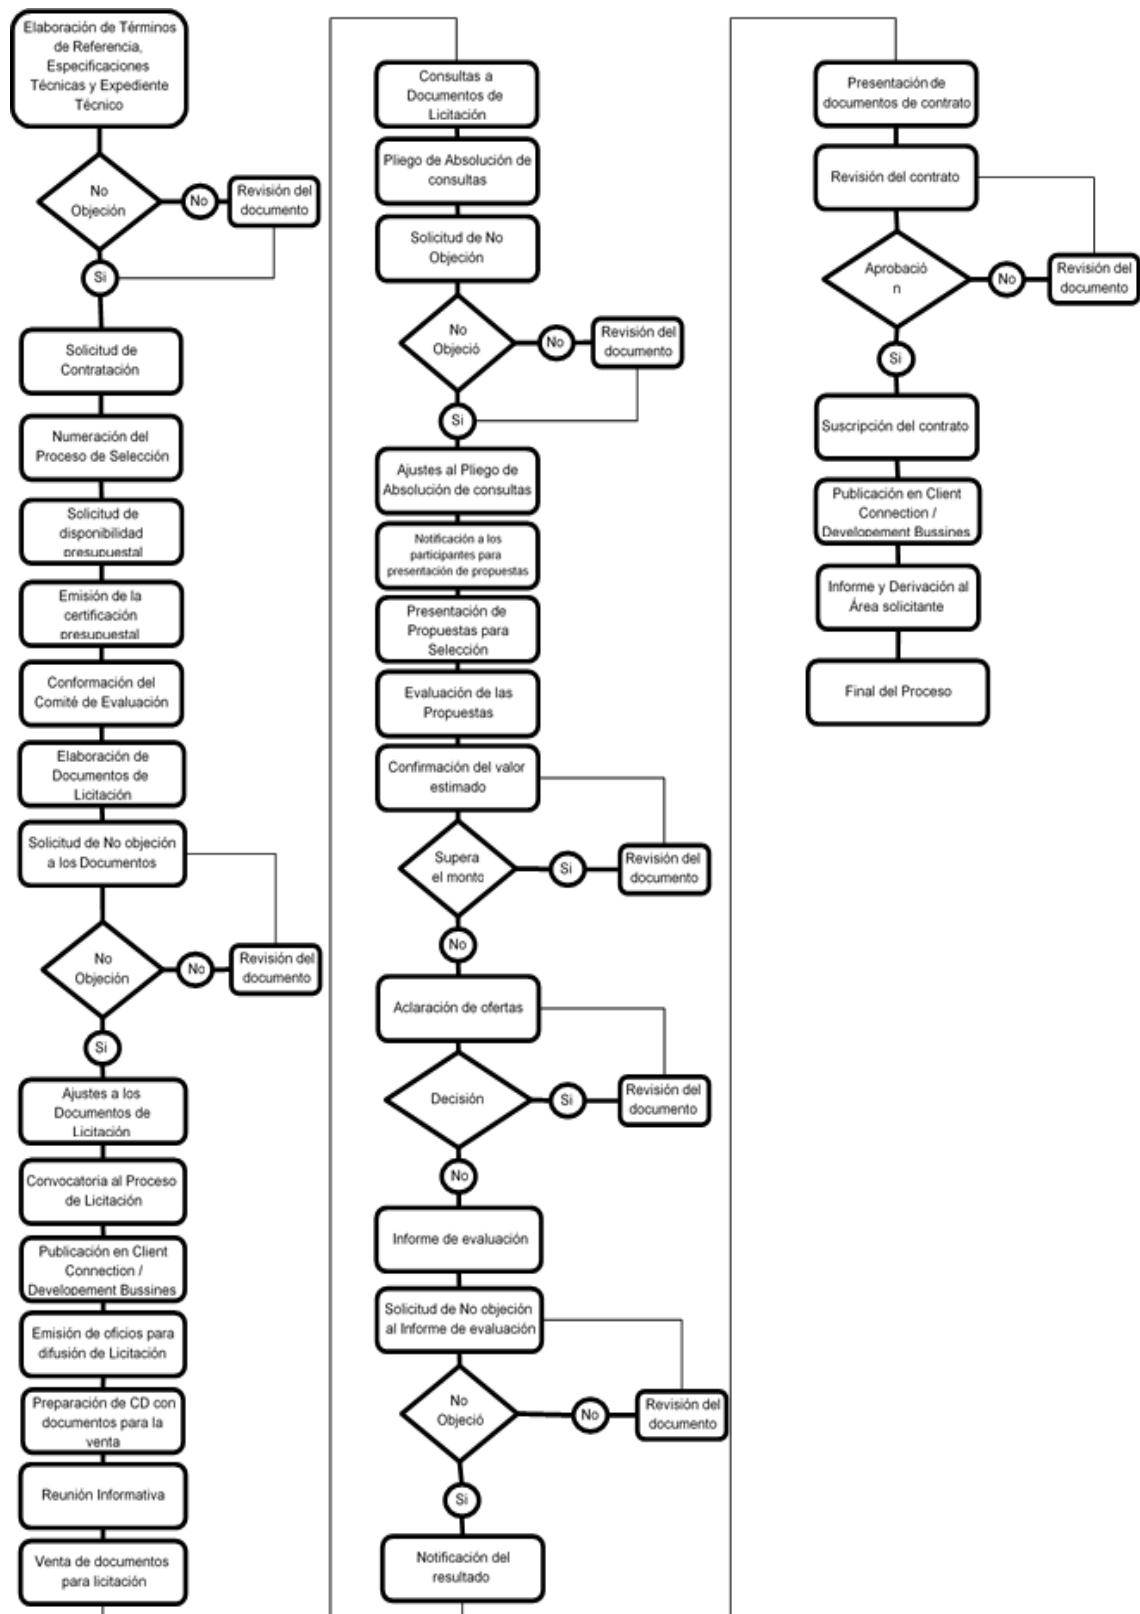 Elaboración de Términos
de Referencia,
Especificaciones
Técnicas y Expediente
Técnico
No
Objeción
No
Revisión del
documento
Si
Solicitud de
Contratación
Numeración del
Proceso de Selección
Solicitud de
disponibilidad
presupuestal
Emisión de la
certificación
presupuestal
Conformación del
Comité de Evaluación
Elaboración de
Documentos de
Licitación
Solicitud de No objeción
a los Documentos
No
Objeción
No
Revisión del
documento
Si
Ajustes a los
Documentos de
Licitación
Convocatoria al Proceso
de Licitación
Publicación en Client
Connection /
Developement Bussines
Emisión de oficios para
difusión de Licitación
Preparación de CD con
documentos para la
venta
Reunión Informativa
Venta de documentos
para licitación
Consultas a
Documentos de
Licitación
Pliego de Absolución de
consultas
Solicitud de No
Objeción
No
Objeció
No
Revisión del
documento
Si
Ajustes al Pliego de
Absolución de consultas
Notificación a los
participantes para
presentación de propuestas
Presentación de
Propuestas para
Selección
Evaluación de las
Propuestas
Confirmación del valor
estimado
Supera
el monto
Si
Revisión del
documento
No
Aclaración de ofertas
Decisión
Si
Revisión del
documento
No
Informe de evaluación
Solicitud de No objeción
al Informe de evaluación
No
Objeció
No
Revisión del
documento
Si
Notificación del
resultado
Presentación de
documentos de contrato
Revisión del contrato
Aprobació
n
No
Revisión del
documento
Si
Suscripción del contrato
Publicación en Client
Connection /
Developement Bussines
Informe y Derivación al
Área solicitante
Final del Proceso